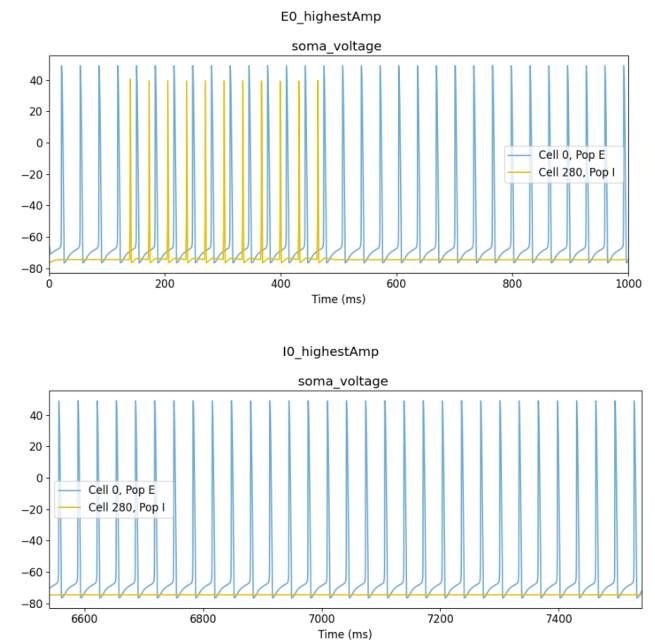 E0_highestAmp
soma_voltage
40
20
0
−20
−40
−60
−80
Cell 0, Pop E
Cell 280, Pop I
0
200
400
600
800
1000
Time (ms)
I0_highestAmp
soma_voltage
40
20
0
−20
−40
−60
−80
Cell 0, Pop E
Cell 280, Pop I
6600
6800
7000
7200
7400
Time (ms)